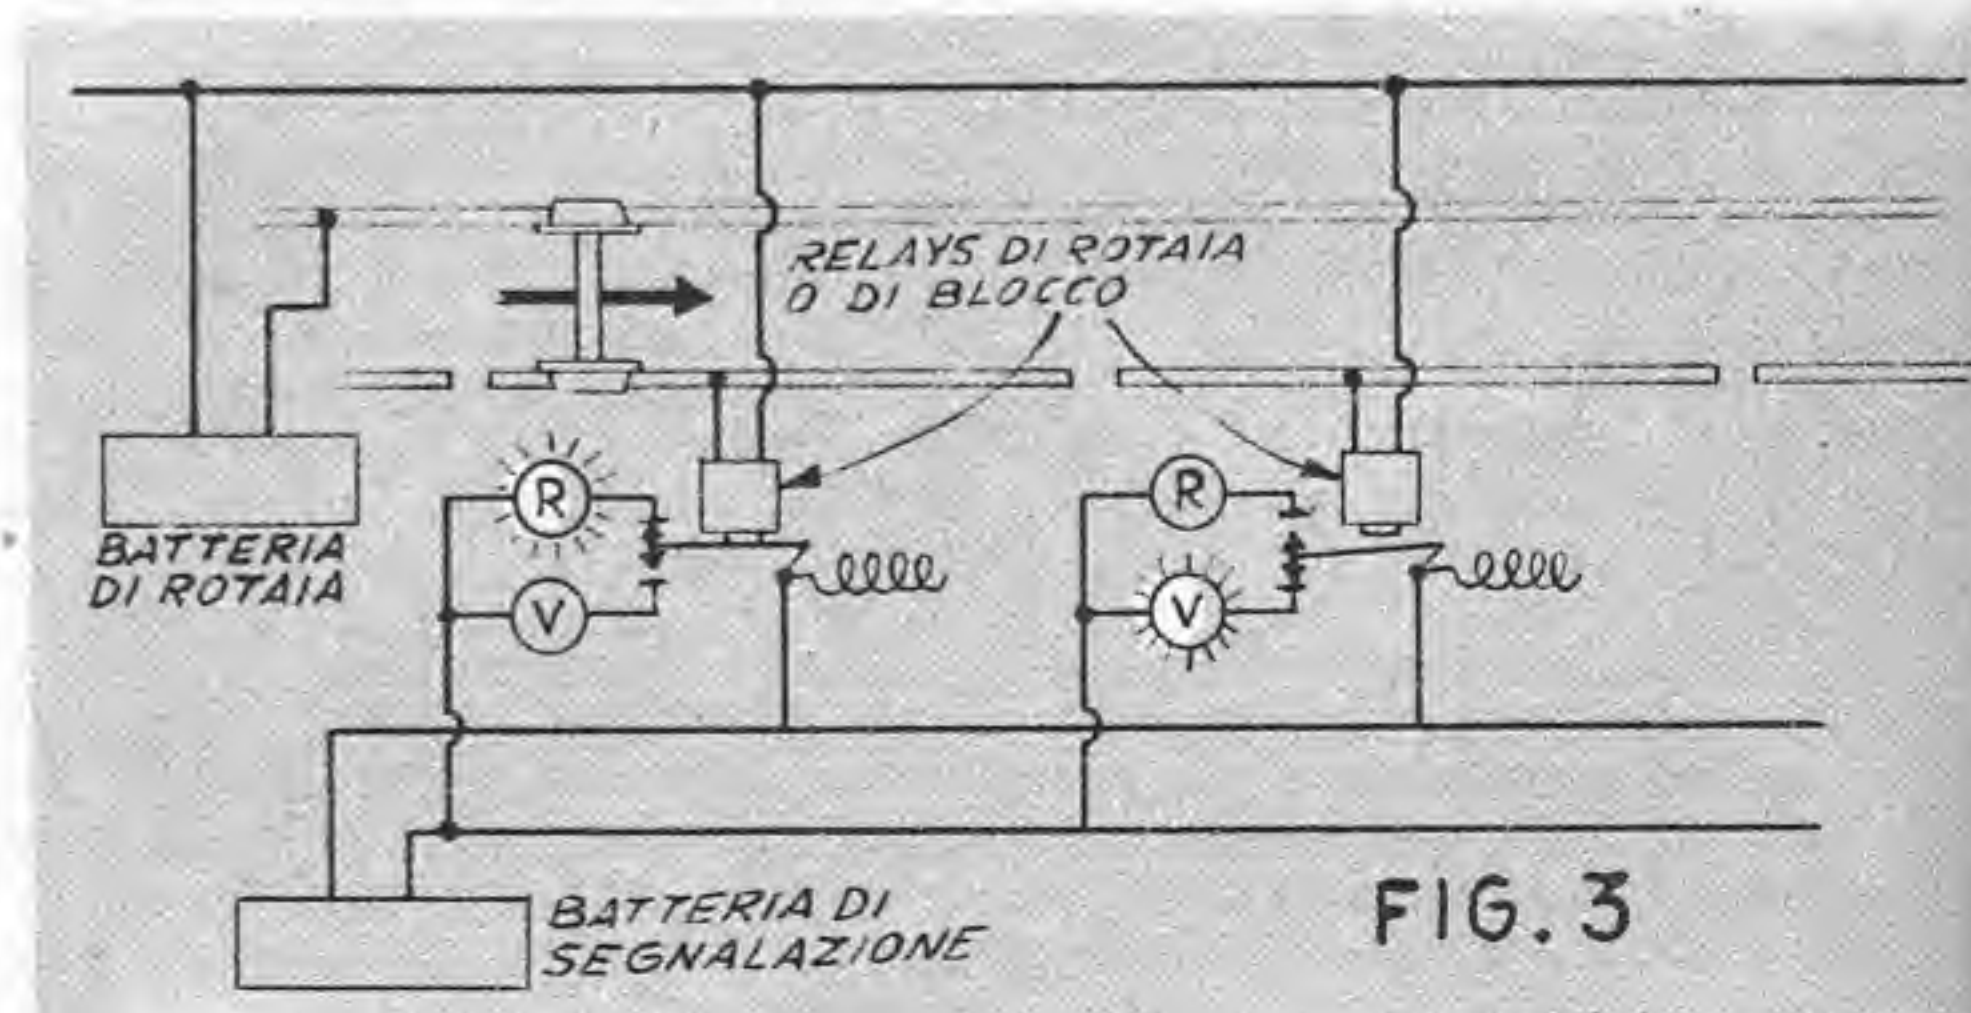 RELAYS DI ROTAIA
O DI BLOCCO
R
R
BATTERIA
DI ROTAIA
V
V
FIG. 3
BATTERIA DI
SEGNALAZIONE